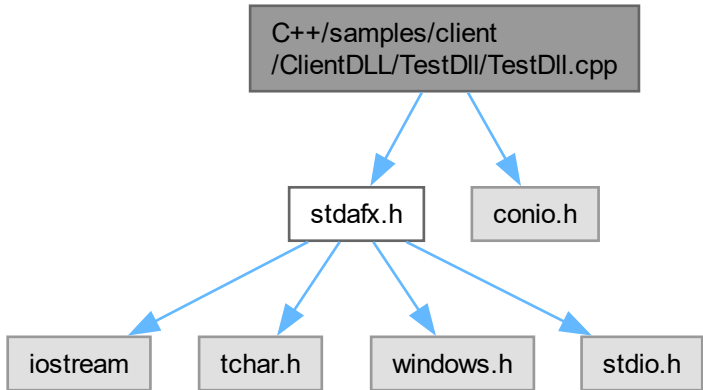 C++/samples/client
/ClientDLL/TestDll/TestDll.cpp
stdafx.h
conio.h
iostream
tchar.h
windows.h
stdio.h